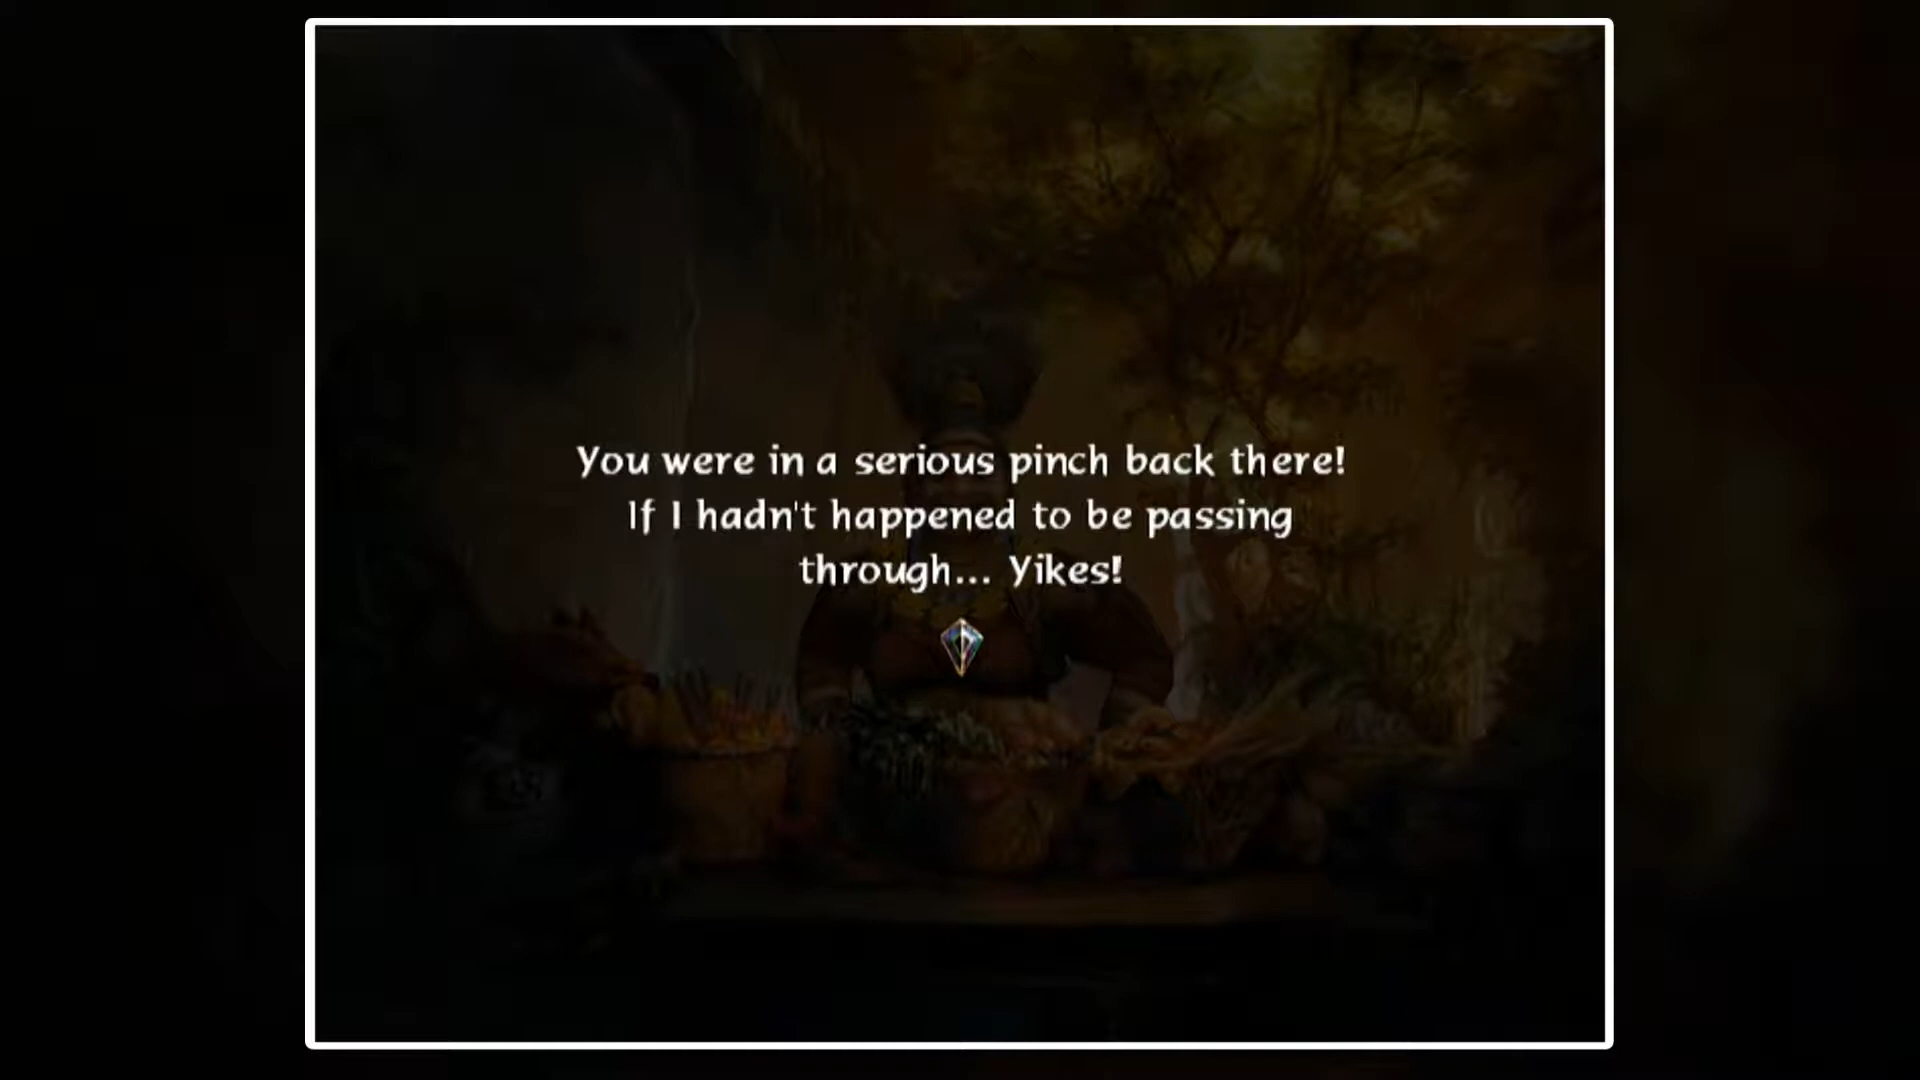 You were in a serious pinch back there!
If I hadn't happened to be passing
through... Yikes!